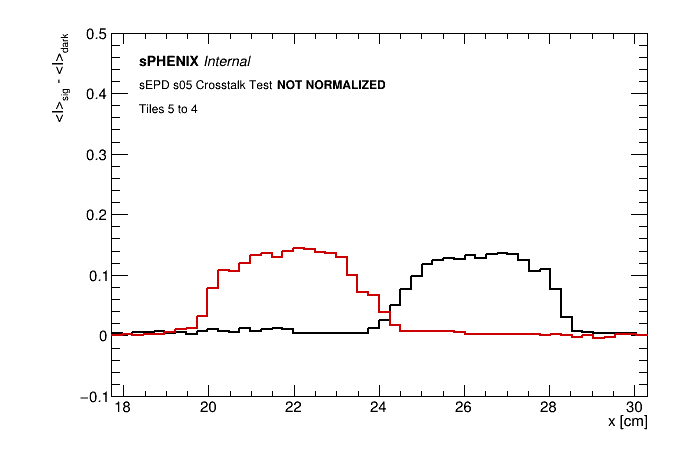 <I>sig - <I>dark
0.5
0.4
0.3
0.2
0.1
0
−0.1
sPHENIX Internal
sEPD s05 Crosstalk Test NOT NORMALIZED
Tiles 5 to 4
18 20 22 24 26 28 30
x [cm]